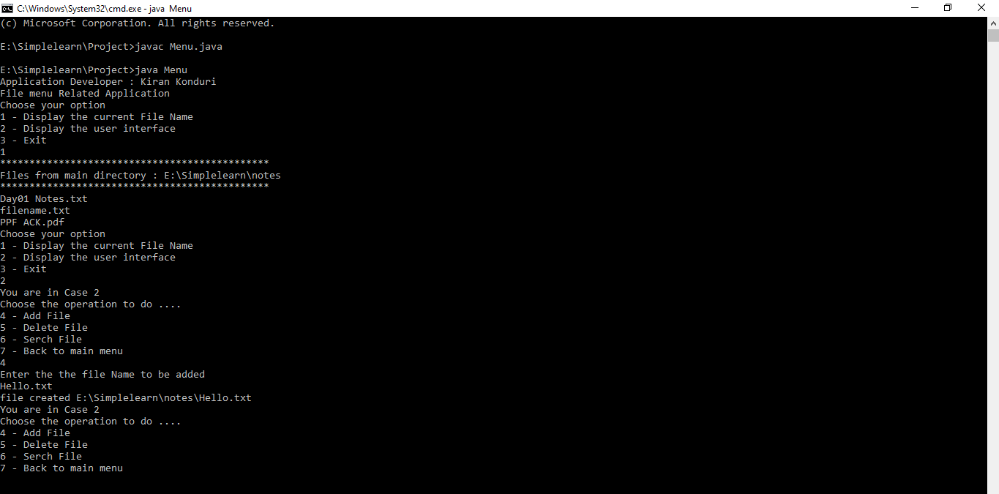 C:\Windows\System32\cmd.exe - java Menu
(c) Microsoft Corporation. All rights reserved.
E:\Simplelearn\Project>javac Menu.java
E:\Simplelearn\Project>java Menu
Application Developer : Kiran Konduri
File menu Related Application
Choose your option
1 - Display the current File Name
2 - Display the user interface
3 - Exit
1
**********************************************
Files from main directory : E:\Simplelearn\notes
**********************************************
Day01 Notes.txt
filename.txt
PPF ACK.pdf
Choose your option
1 - Display the current File Name
2 - Display the user interface
3 - Exit
2
You are in Case 2
Choose the operation to do ....
4 - Add File
5 - Delete File
6 - Serch File
7 - Back to main menu
4
Enter the the file Name to be added
Hello.txt
file created E:\Simplelearn\notes\Hello.txt
You are in Case 2
Choose the operation to do ....
4 - Add File
5 - Delete File
6 - Serch File
7 - Back to main menu